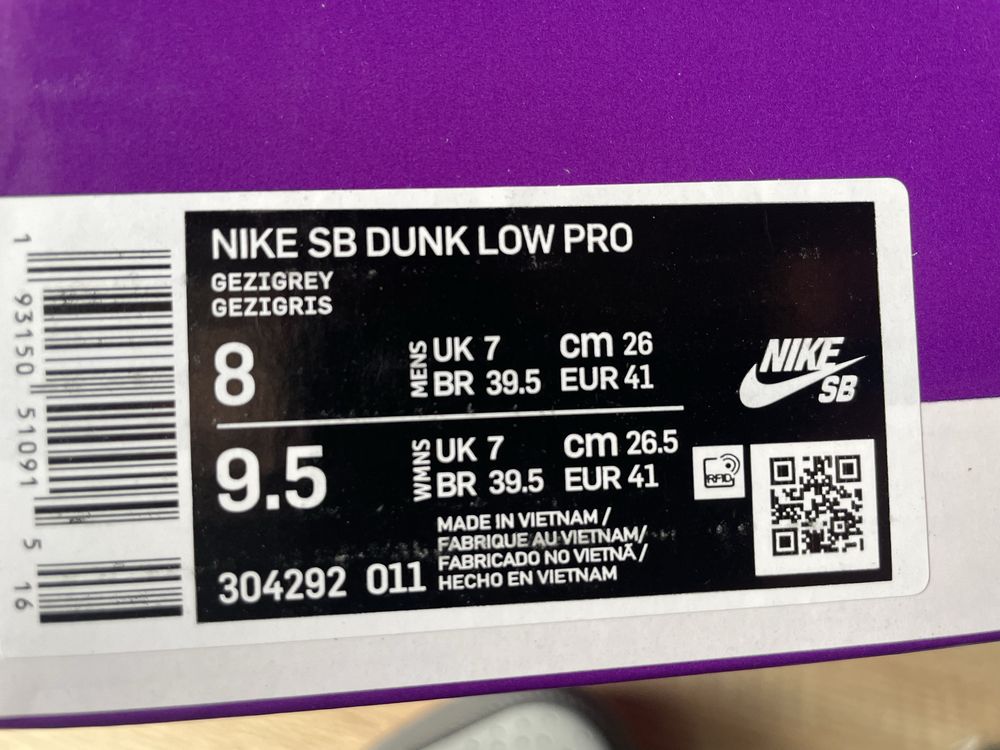 NIKE SB DUNK LOW PRO
GEZIGREY
GEZIGRIS
8
MENS
UK 7
cm 26
BR 39.5
EUR 41
9.5
WMNS
UK 7
cm 26.5
BR 39.5
EUR 41
MADE IN VIETNAM /
FABRIQUE AU VIETNAM/
FABRICADO NO VIETNÃ /
HECHO EN VIETNAM
304292 011
NIKE
SB
RFID
1 93150 51091 5 16